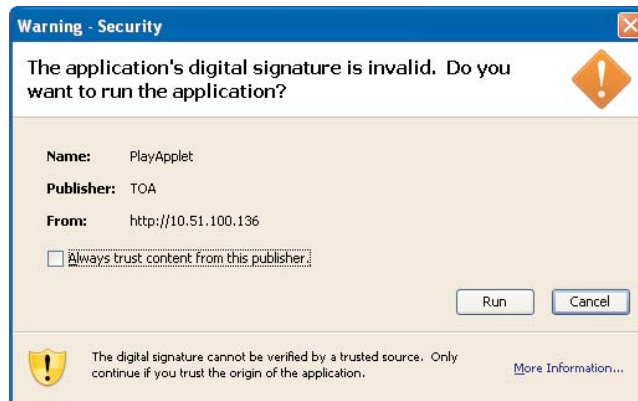 Warning - Security
The application's digital signature is invalid. Do you
want to run the application?
Name: PlayApplet
Publisher: TOA
From: http://10.51.100.136
Always trust content from this publisher.
Run Cancel
The digital signature cannot be verified by a trusted source. Only
continue if you trust the origin of the application.
More Information...